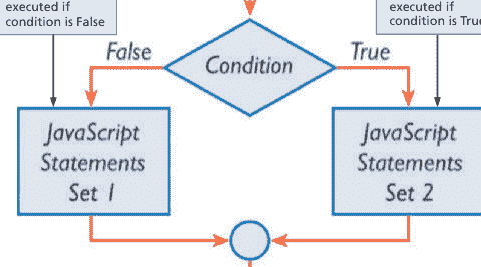 executed if
condition is False
executed if
condition is True
False
Condition
True
JavaScript
Statements
Set 1
JavaScript
Statements
Set 2